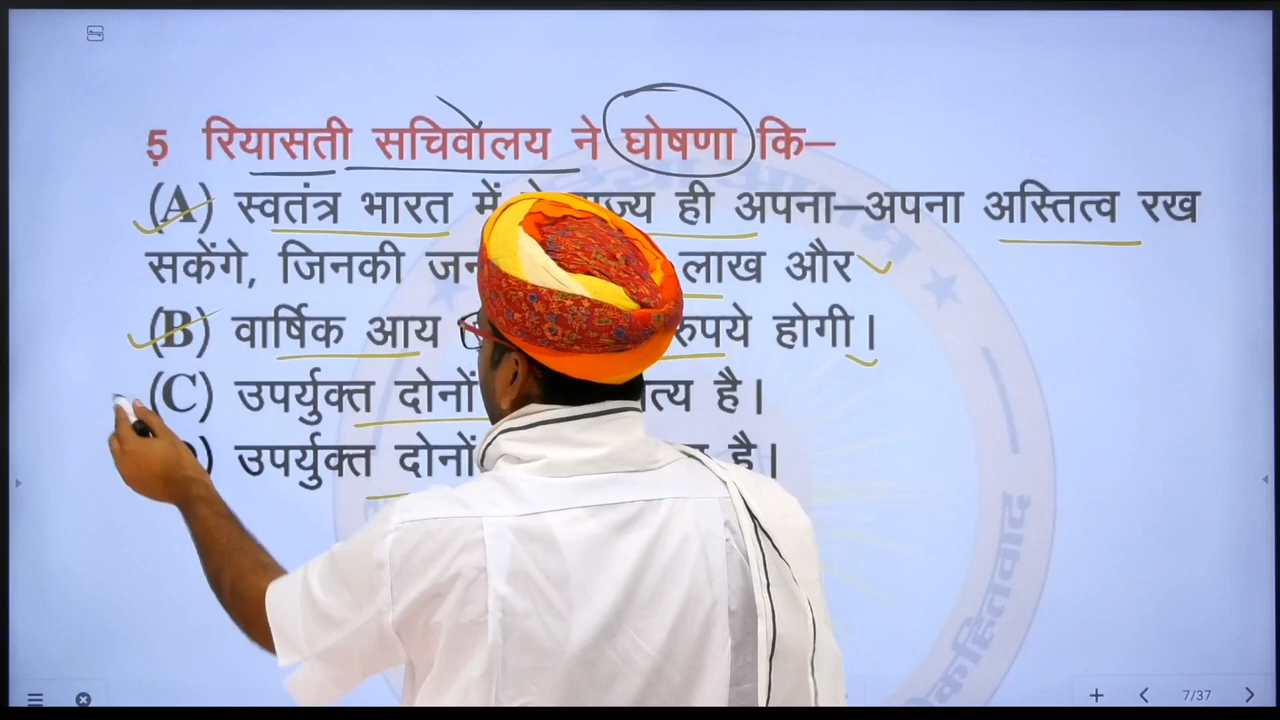 5 रियासती सचिवालय ने घोषणा कि–
(A) स्वतंत्र भारत में राज्य ही अपना–अपना अस्तित्व रख
सकेंगे, जिनकी लाख और
(B) वार्षिक आय रुपये होगी।
(C) उपर्युक्त दोनों है।
उपर्युक्त दोनों है।
7/37